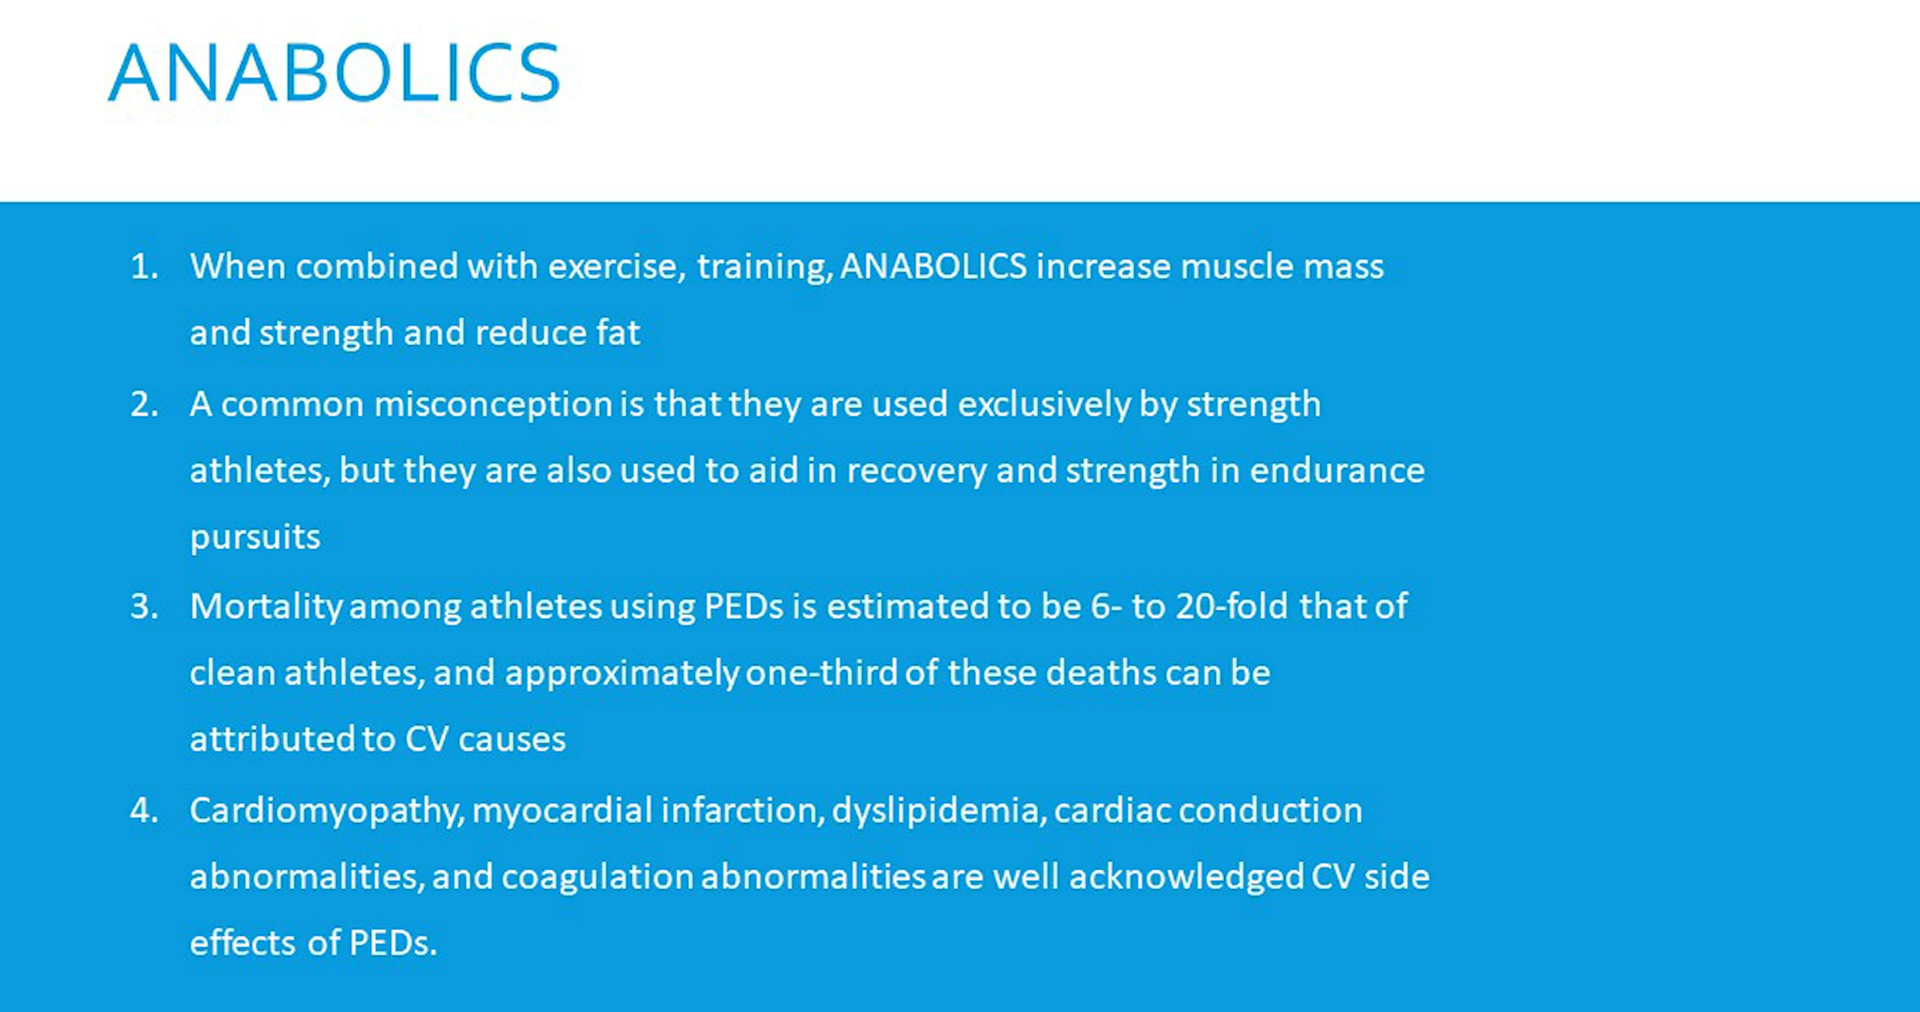 ANABOLICS
1. When combined with exercise, training, ANABOLICS increase muscle mass
and strength and reduce fat
2. A common misconception is that they are used exclusively by strength
athletes, but they are also used to aid in recovery and strength in endurance
pursuits
3. Mortality among athletes using PEDs is estimated to be 6- to 20-fold that of
clean athletes, and approximately one-third of these deaths can be
attributed to CV causes
4. Cardiomyopathy, myocardial infarction, dyslipidemia, cardiac conduction
abnormalities, and coagulation abnormalities are well acknowledged CV side
effects of PEDs.